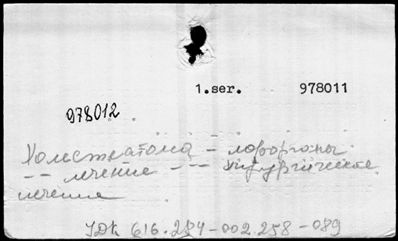 1.ser. 978011
978012
Холестеатома – ЛОР-органы
-- лечение -- хирургическое
лечение
УДК 616.284-002.258-089